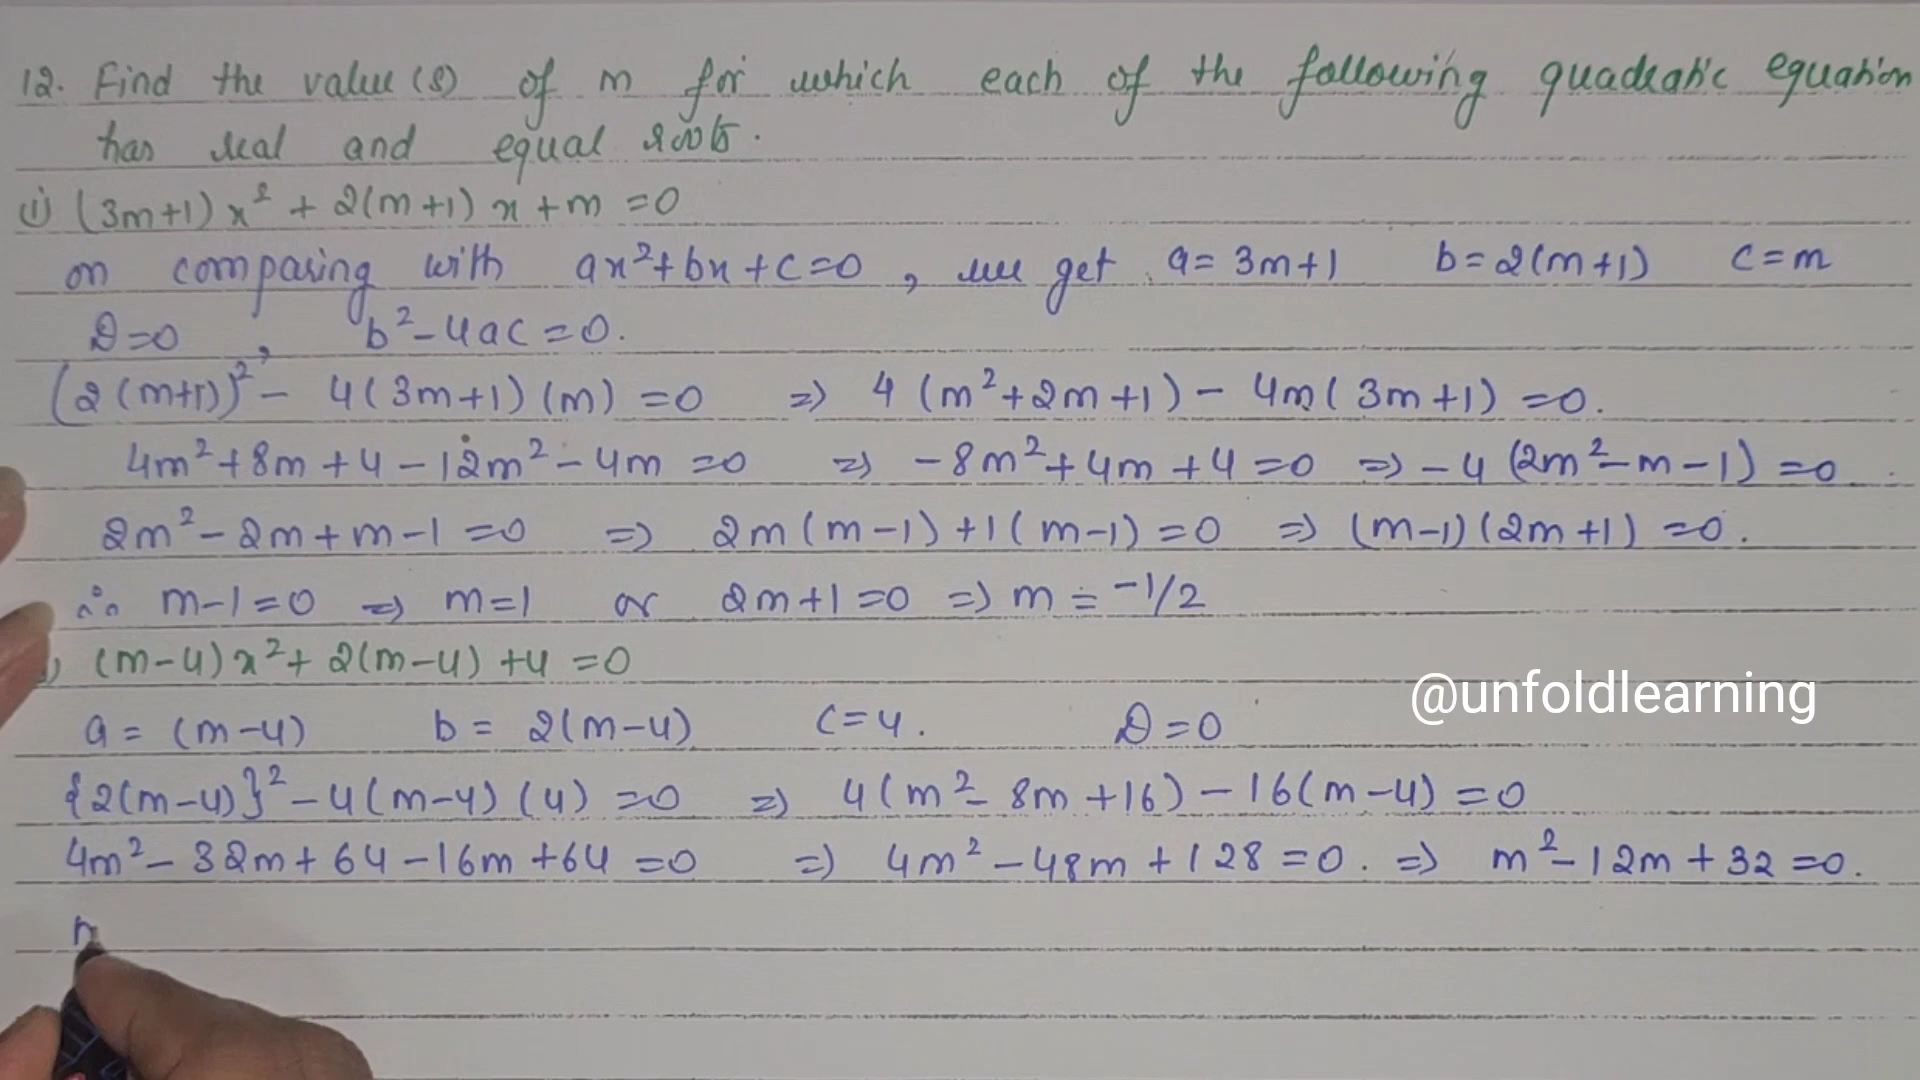 12. Find the value(s) of m for which each of the following quadratic equation
has real and equal roots.
(i) (3m+1)x² + 2(m+1)x + m = 0
on comparing with ax²+bx+c=0, we get a = 3m+1 b = 2(m+1) c = m
D=0, b²-4ac=0.
(2(m+1))² - 4(3m+1)(m) = 0 ⇒ 4(m²+2m+1) - 4m(3m+1) = 0.
4m²+8m+4-12m²-4m=0 ⇒ -8m²+4m+4=0 ⇒ -4(2m²-m-1)=0
2m²-2m+m-1=0 ⇒ 2m(m-1)+1(m-1)=0 ⇒ (m-1)(2m+1)=0.
∴ m-1=0 ⇒ m=1 or 2m+1=0 ⇒ m = -1/2
) (m-4)x²+2(m-4)+4=0
a = (m-4) b = 2(m-4) c=4. D=0
@unfoldlearning
{2(m-4)}²-4(m-4)(4)=0 ⇒ 4(m²-8m+16)-16(m-4)=0
4m²-32m+64-16m+64=0 ⇒ 4m²-48m+128=0. ⇒ m²-12m+32=0.